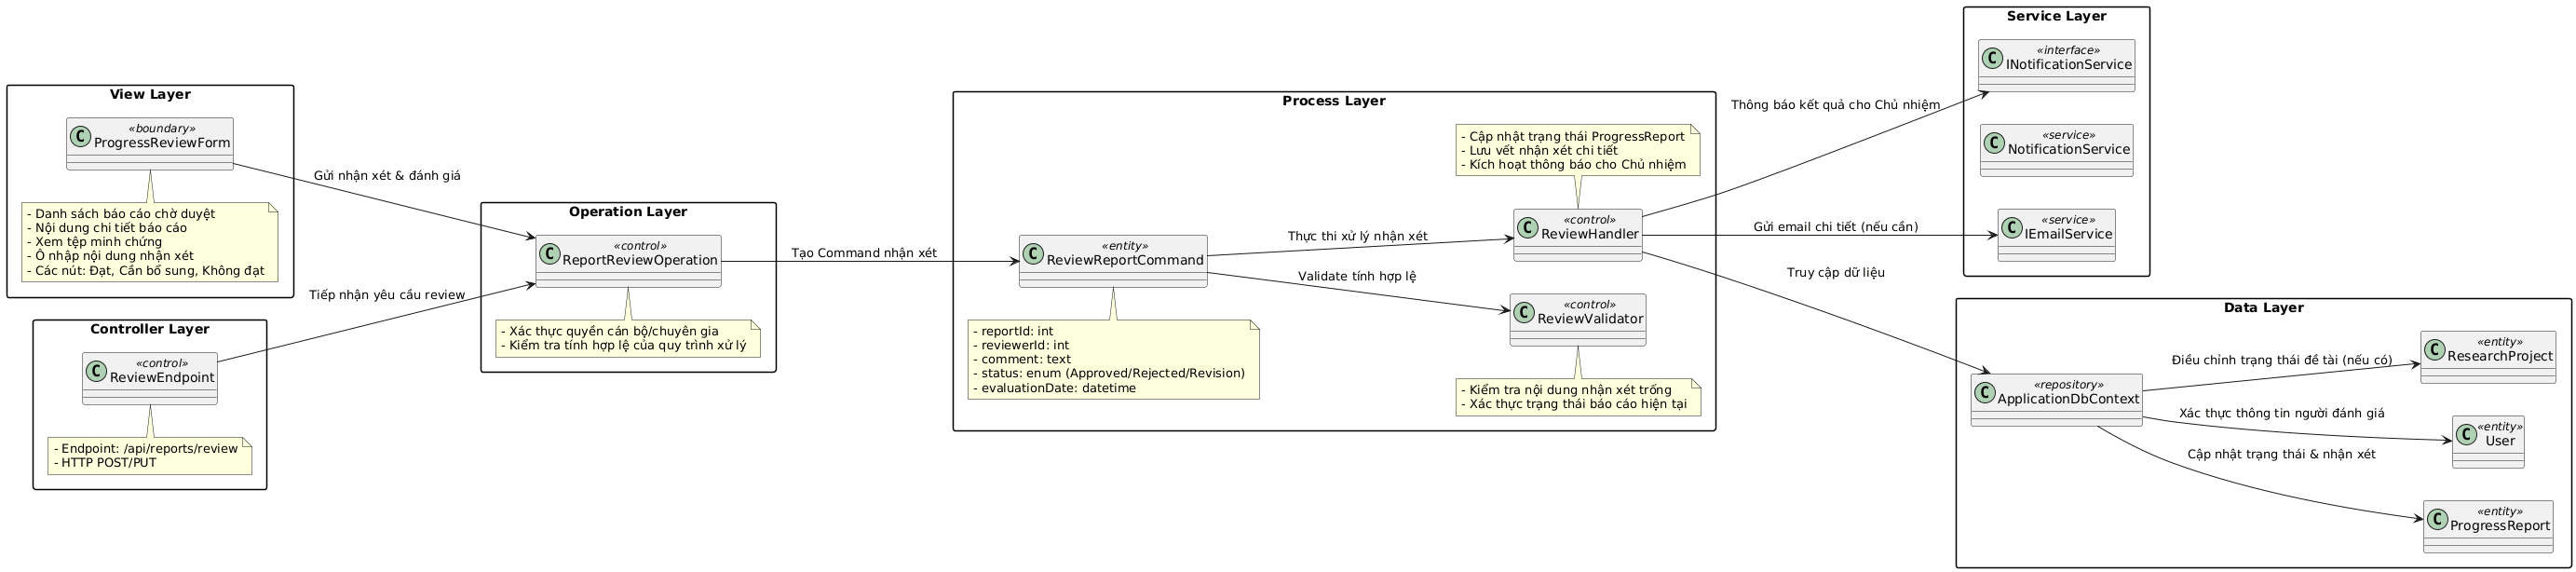 View Layer
«boundary»
C ProgressReviewForm
- Danh sách báo cáo chờ duyệt
- Nội dung chi tiết báo cáo
- Xem tệp minh chứng
- Ô nhập nội dung nhận xét
- Các nút: Đạt, Cần bổ sung, Không đạt
Controller Layer
«control»
C ReviewEndpoint
- Endpoint: /api/reports/review
- HTTP POST/PUT
Gửi nhận xét & đánh giá
Tiếp nhận yêu cầu review
Operation Layer
«control»
C ReportReviewOperation
- Xác thực quyền cán bộ/chuyên gia
- Kiểm tra tính hợp lệ của quy trình xử lý
Tạo Command nhận xét
Process Layer
«entity»
C ReviewReportCommand
- reportId: int
- reviewerId: int
- comment: text
- status: enum (Approved/Rejected/Revision)
- evaluationDate: datetime
Thực thi xử lý nhận xét
Validate tính hợp lệ
- Cập nhật trạng thái ProgressReport
- Lưu vết nhận xét chi tiết
- Kích hoạt thông báo cho Chủ nhiệm
«control»
C ReviewHandler
«control»
C ReviewValidator
- Kiểm tra nội dung nhận xét trống
- Xác thực trạng thái báo cáo hiện tại
Thông báo kết quả cho Chủ nhiệm
Gửi email chi tiết (nếu cần)
Truy cập dữ liệu
Service Layer
«interface»
C INotificationService
«service»
C NotificationService
«service»
C IEmailService
Data Layer
«repository»
C ApplicationDbContext
Điều chỉnh trạng thái đề tài (nếu có)
Xác thực thông tin người đánh giá
Cập nhật trạng thái & nhận xét
«entity»
C ResearchProject
«entity»
C User
«entity»
C ProgressReport